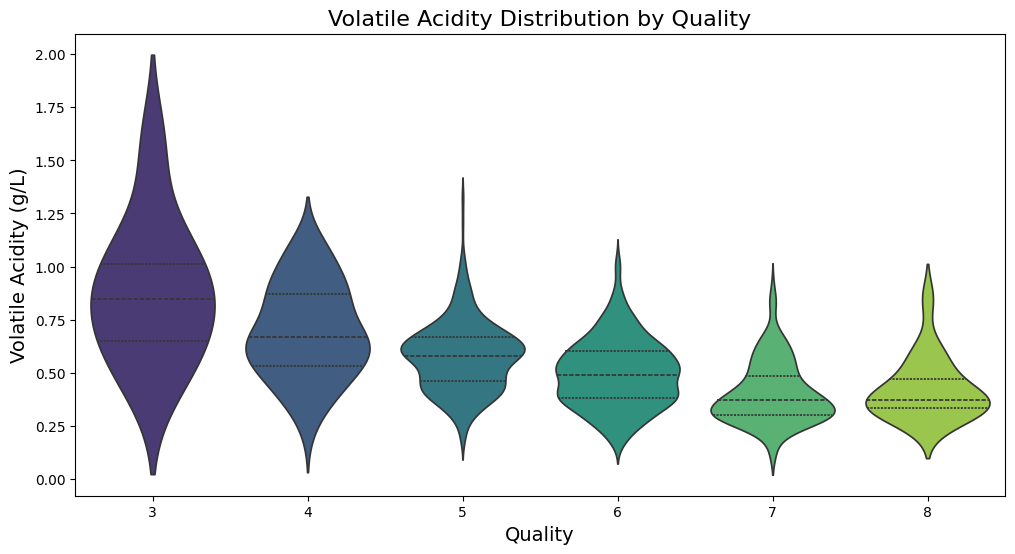 Volatile Acidity Distribution by Quality
Volatile Acidity (g/L)
2.00
1.75
1.50
1.25
1.00
0.75
0.50
0.25
0.00
3 4 5 6 7 8
Quality